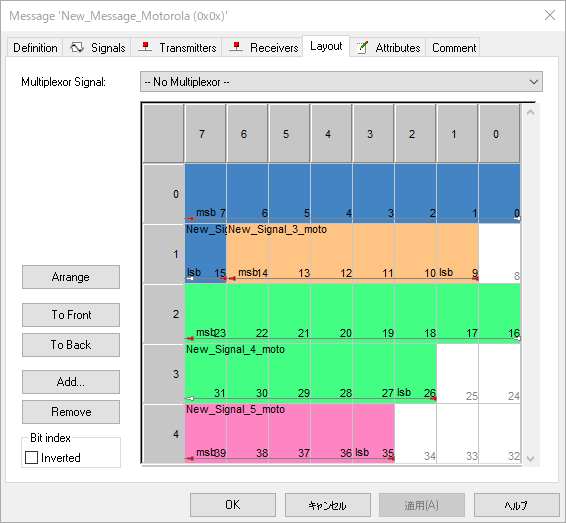 Message 'New_Message_Motorola (0x0x)'
Definition Signals Transmitters Receivers Layout Attributes Comment
Multiplexor Signal: -- No Multiplexor --
7 6 5 4 3 2 1 0
0 msb 7 6 5 4 3 2 1 0
New_Sig New_Signal_3_moto
1 lsb 15 msb 14 13 12 11 10 lsb 9 8
Arrange
2 msb 23 22 21 20 19 18 17 16
To Front
To Back
New_Signal_4_moto
3 31 30 29 28 27 lsb 26 25 24
Add...
Remove
New_Signal_5_moto
4 msb 39 38 37 36 lsb 35 34 33 32
Bit index
Inverted
OK キャンセル 適用(A) ヘルプ